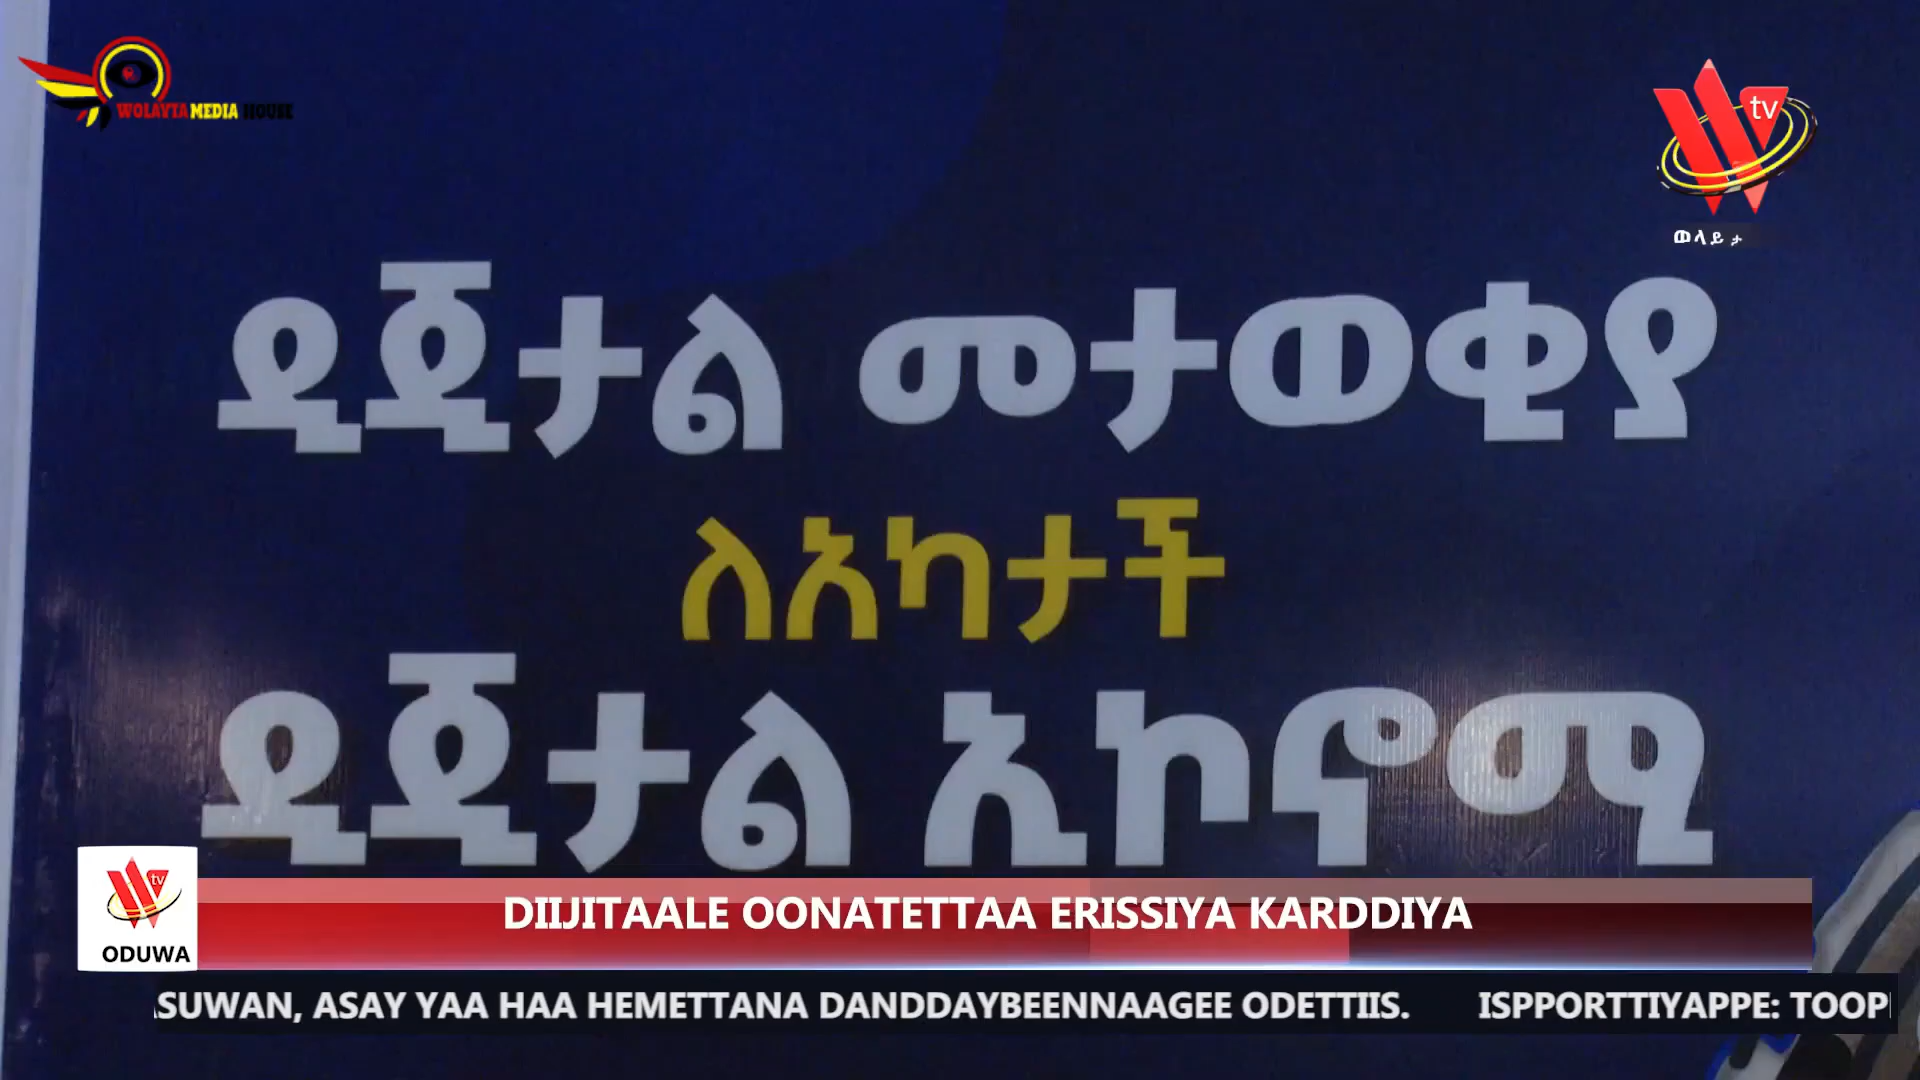 WOLAYTA MEDIA HOUSE
tv
ወላይታ
ዲጂታል መታወቂያ
ለአካታች
ዲጂታል ኢኮኖሚ
tv
ODUWA
DIIJITAALE OONATETTAA ERISSIYA KARDDIYA
ASUWAN, ASAY YAA HAA HEMETTANA DANDDAYBEENNAAGEE ODETTIIS. ISPPORTTIYAPPE: TOOP